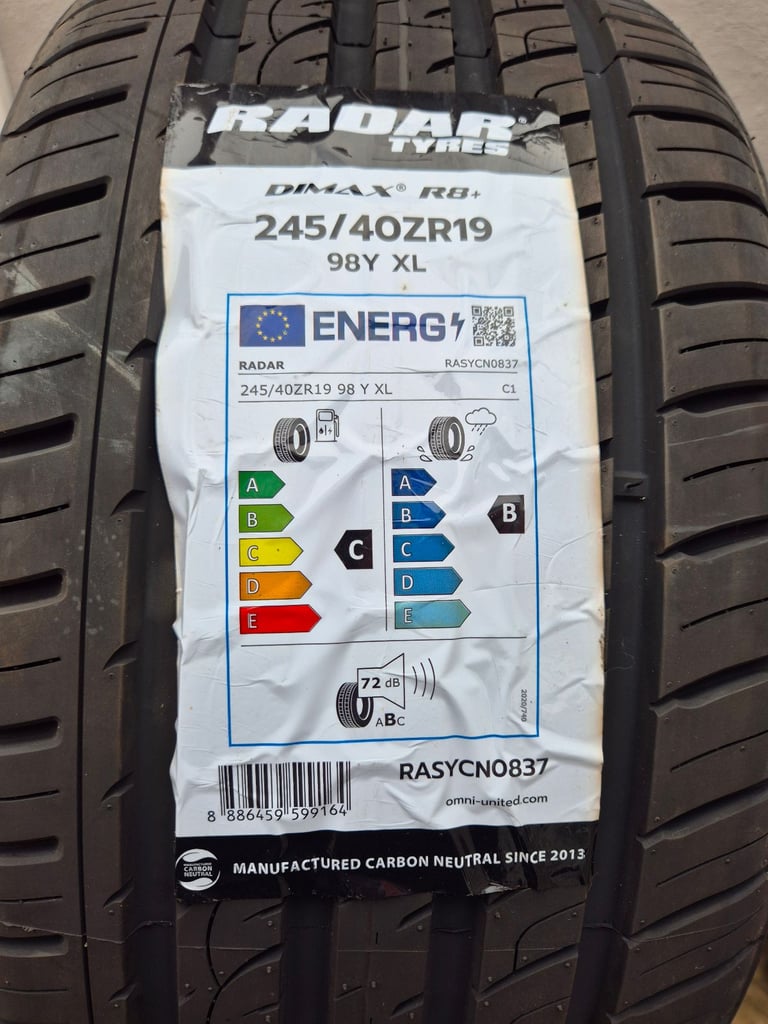 RADAR®
TYRES
DIMAX® R8+
245/40ZR19
98Y XL
ENERG
RADAR RASYCN0837
245/40ZR19 98 Y XL C1
A A
B B B
C C C
D D
E E
72 dB
ABC
2020/740
RASYCN0837
8 886459 599164
omni-united.com
MANUFACTURED CARBON NEUTRAL
MANUFACTURED CARBON NEUTRAL SINCE 2013